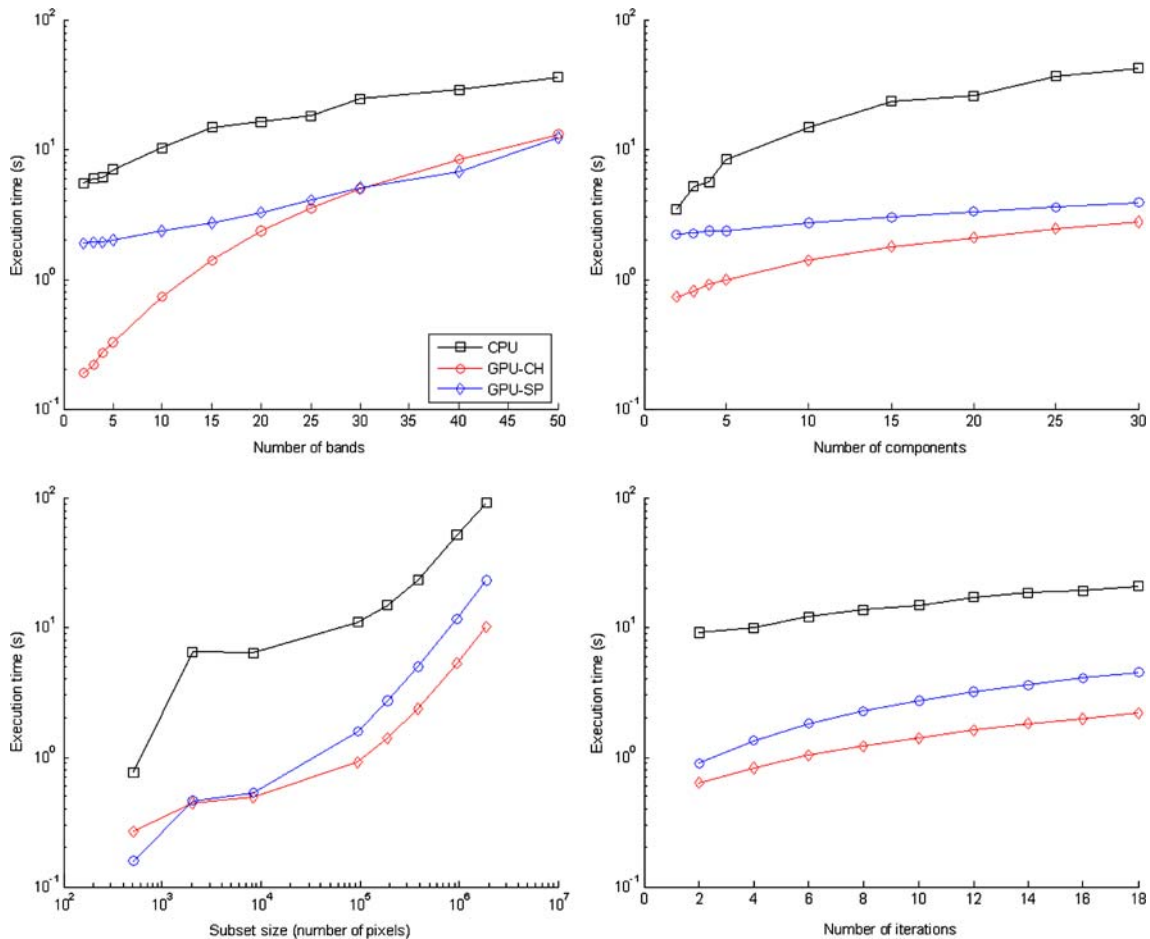 10^2
10^1
10^0
10^-1
Execution time (s)
0 5 10 15 20 25 30 35 40 45 50
Number of bands
CPU
GPU-CH
GPU-SP
10^2
10^1
10^0
10^-1
Execution time (s)
0 5 10 15 20 25 30
Number of components
10^2
10^1
10^0
10^-1
Execution time (s)
10^2 10^3 10^4 10^5 10^6 10^7
Subset size (number of pixels)
10^2
10^1
10^0
10^-1
Execution time (s)
0 2 4 6 8 10 12 14 16 18
Number of iterations